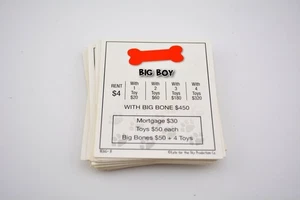 BIG BOY
RENT $4 With 1 Toy $20 With 2 Toys $60 With 3 Toys $180 With 4 Toys $320
WITH BIG BONE $450
Mortgage $30
Toys $50 each
Big Bones $50 + 4 Toys